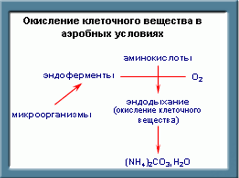 Окисление клеточного вещества в
аэробных условиях
аминокислоты
эндоферменты
O2
эндодыхание
(окисление клеточного
вещества)
микроорганизмы
(NH4)2CO3,H2O